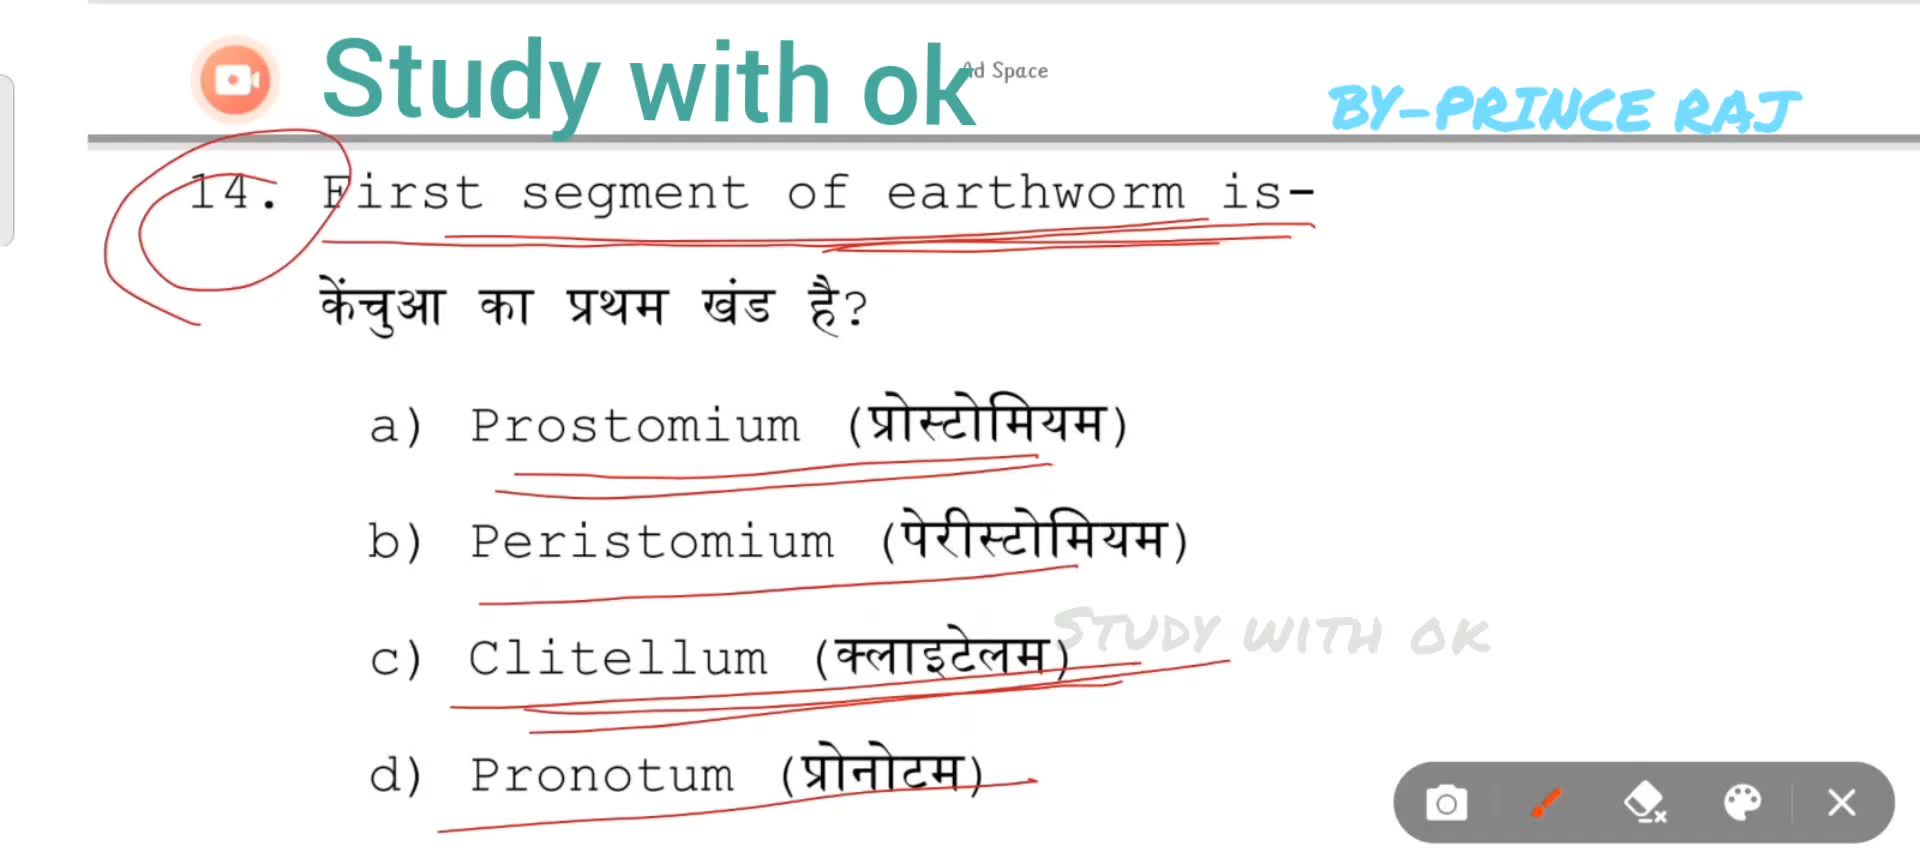 Study with ok
Ad Space
BY-PRINCE RAJ
14. First segment of earthworm is-
केंचुआ का प्रथम खंड है?
a) Prostomium (प्रोस्टोमियम)
b) Peristomium (पेरीस्टोमियम)
STUDY WITH OK
c) Clitellum (क्लाइटेलम)
d) Pronotum (प्रोनोटम)